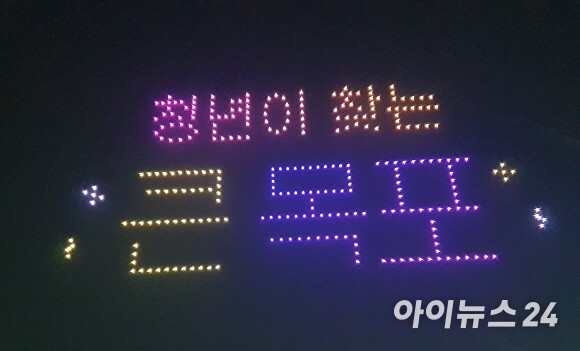 청년이 찾는
큰 목포
아이뉴스24